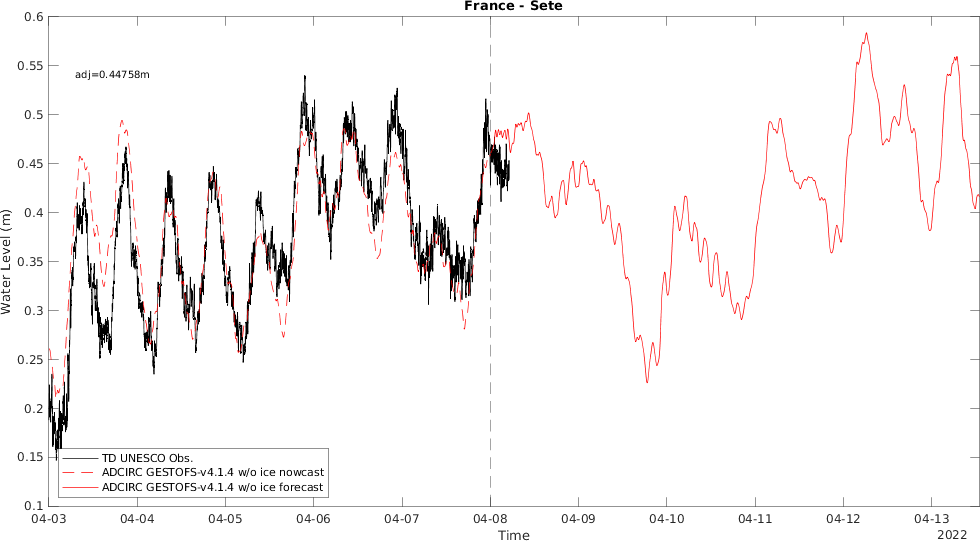 France - Sete
0.6
0.55
adj=0.44758m
0.5
0.45
0.4
0.35
Water Level (m)
0.3
0.25
0.2
0.15
0.1
TD UNESCO Obs.
ADCIRC GESTOFS-v4.1.4 w/o ice nowcast
ADCIRC GESTOFS-v4.1.4 w/o ice forecast
04-03 04-04 04-05 04-06 04-07 04-08 04-09 04-10 04-11 04-12 04-13
Time
2022